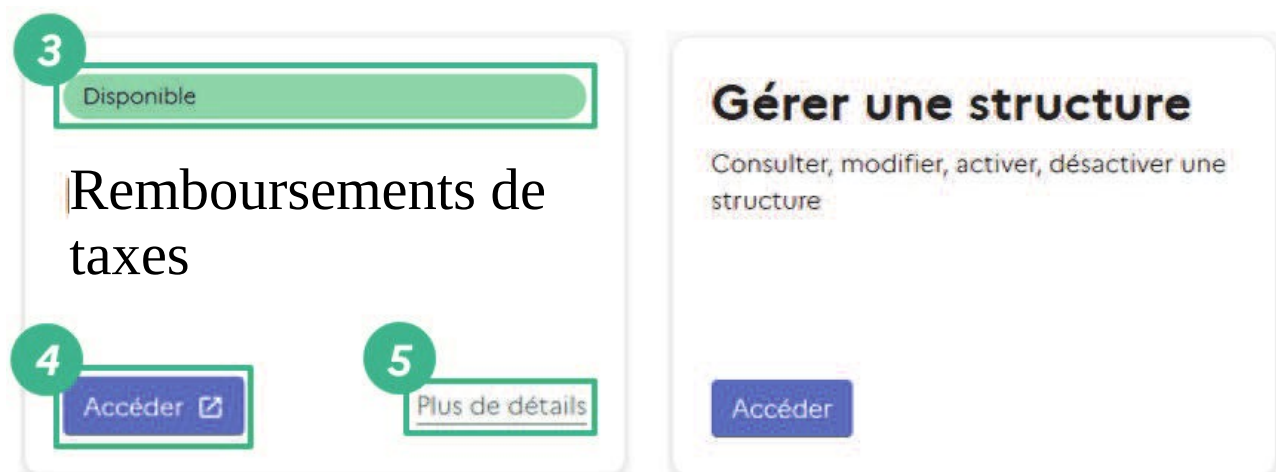 3
Disponible
Remboursements de
taxes
4
Accéder
5
Plus de détails
Gérer une structure
Consulter, modifier, activer, désactiver une
structure
Accéder